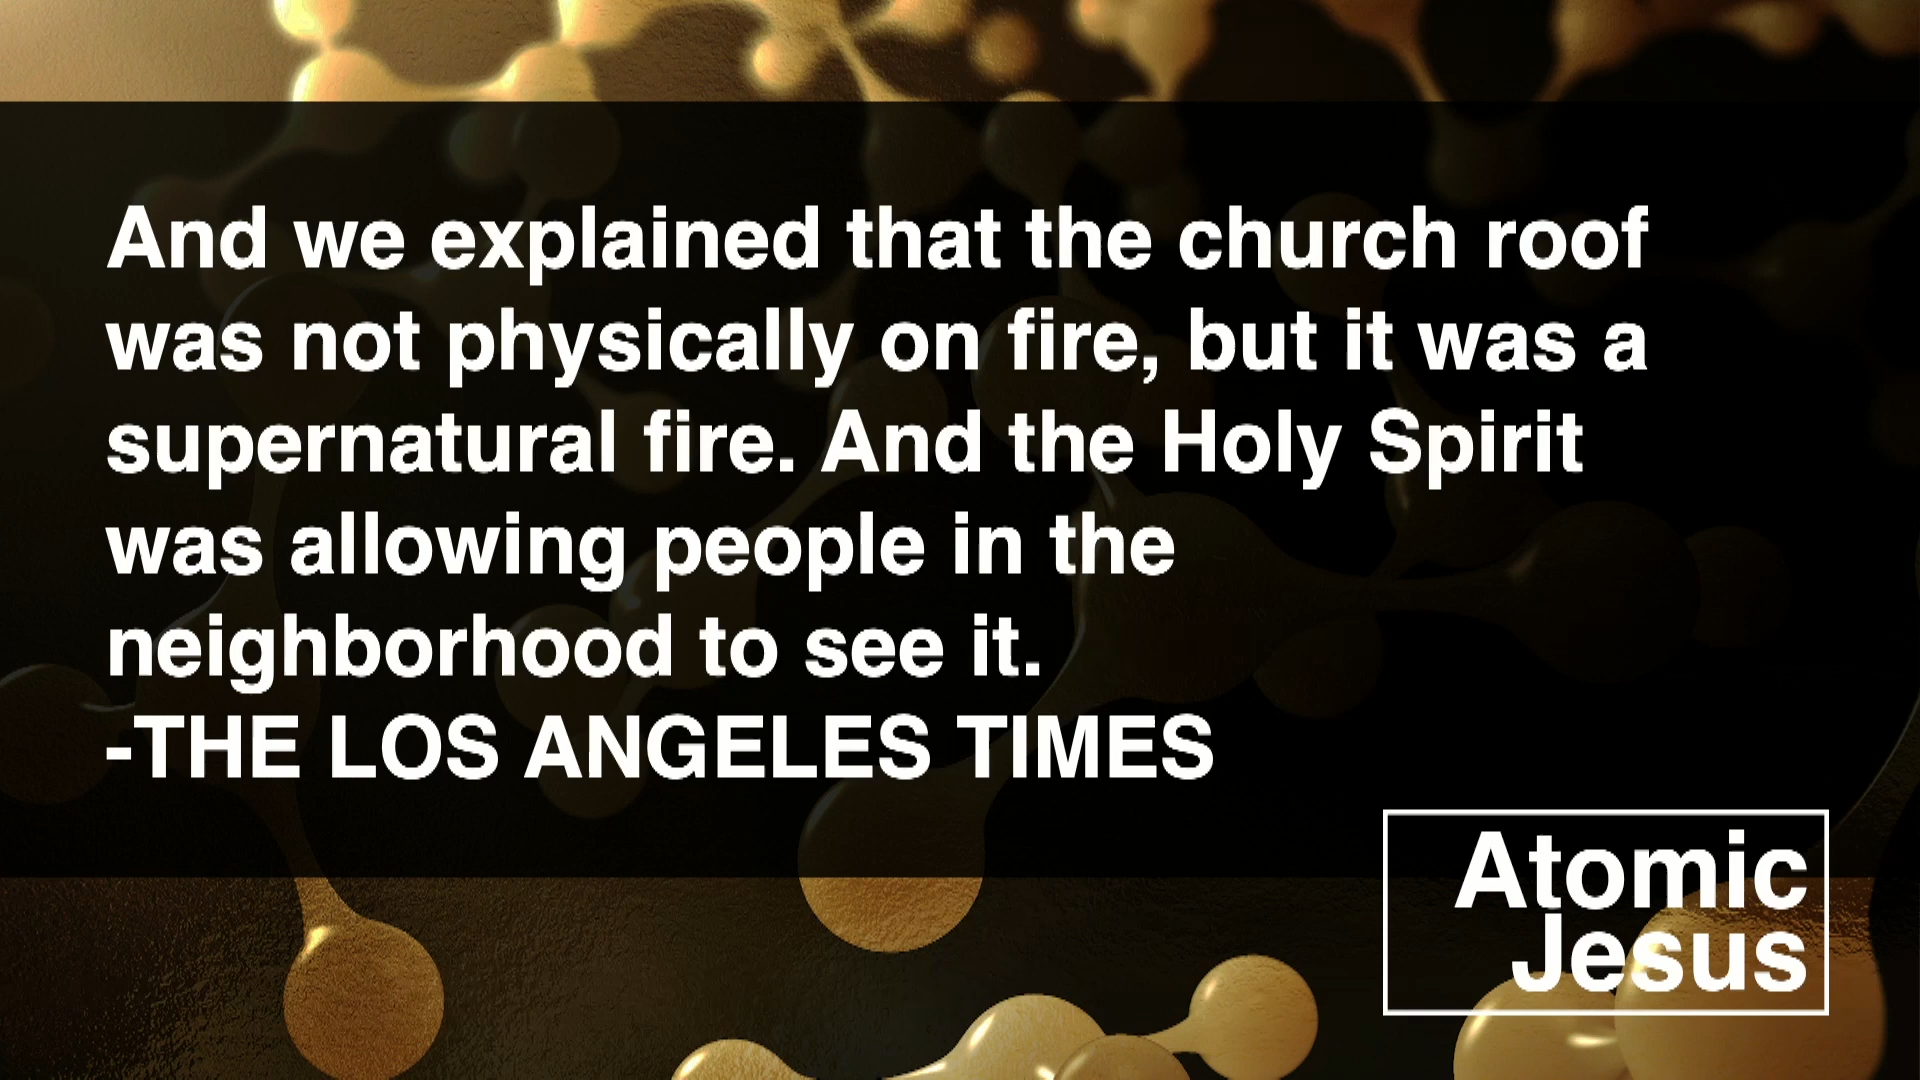 And we explained that the church roof
was not physically on fire, but it was a
supernatural fire. And the Holy Spirit
was allowing people in the
neighborhood to see it.
-THE LOS ANGELES TIMES
Atomic
Jesus